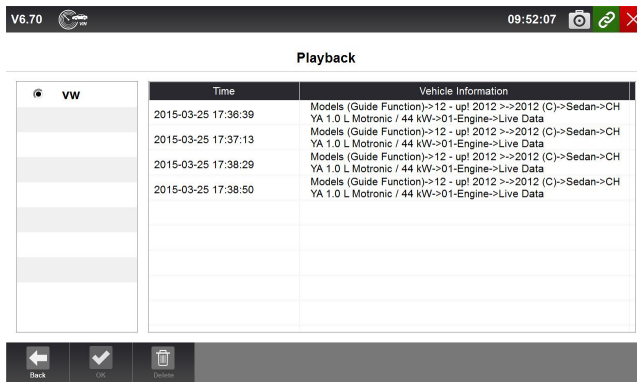 V6.70 VIN 09:52:07
Playback
VW
Time Vehicle Information
2015-03-25 17:36:39 Models (Guide Function)->12 - up! 2012 >->2012 (C)->Sedan->CH
YA 1.0 L Motronic / 44 kW->01-Engine->Live Data
2015-03-25 17:37:13 Models (Guide Function)->12 - up! 2012 >->2012 (C)->Sedan->CH
YA 1.0 L Motronic / 44 kW->01-Engine->Live Data
2015-03-25 17:38:29 Models (Guide Function)->12 - up! 2012 >->2012 (C)->Sedan->CH
YA 1.0 L Motronic / 44 kW->01-Engine->Live Data
2015-03-25 17:38:50 Models (Guide Function)->12 - up! 2012 >->2012 (C)->Sedan->CH
YA 1.0 L Motronic / 44 kW->01-Engine->Live Data
Back OK Delete